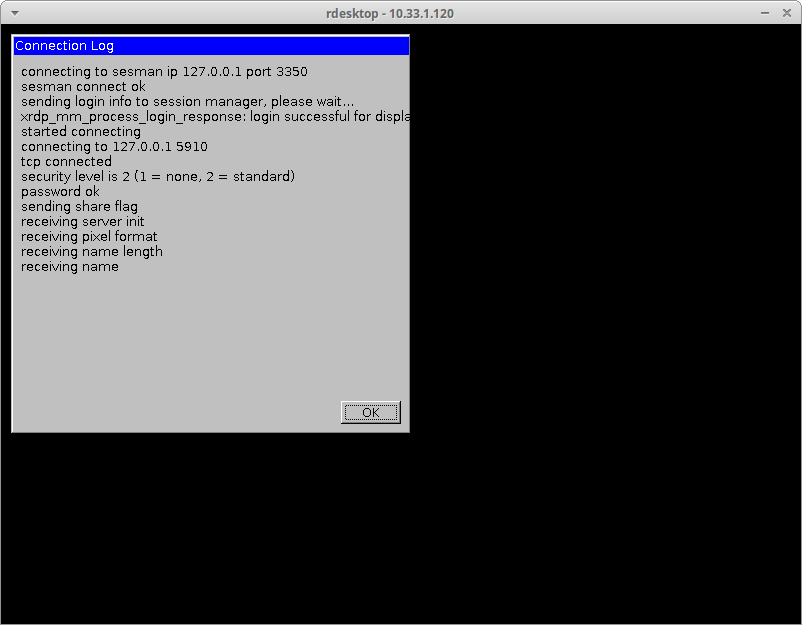 rdesktop - 10.33.1.120
Connection Log
connecting to sesman ip 127.0.0.1 port 3350
sesman connect ok
sending login info to session manager, please wait...
xrdp_mm_process_login_response: login successful for displa
started connecting
connecting to 127.0.0.1 5910
tcp connected
security level is 2 (1 = none, 2 = standard)
password ok
sending share flag
receiving server init
receiving pixel format
receiving name length
receiving name
OK